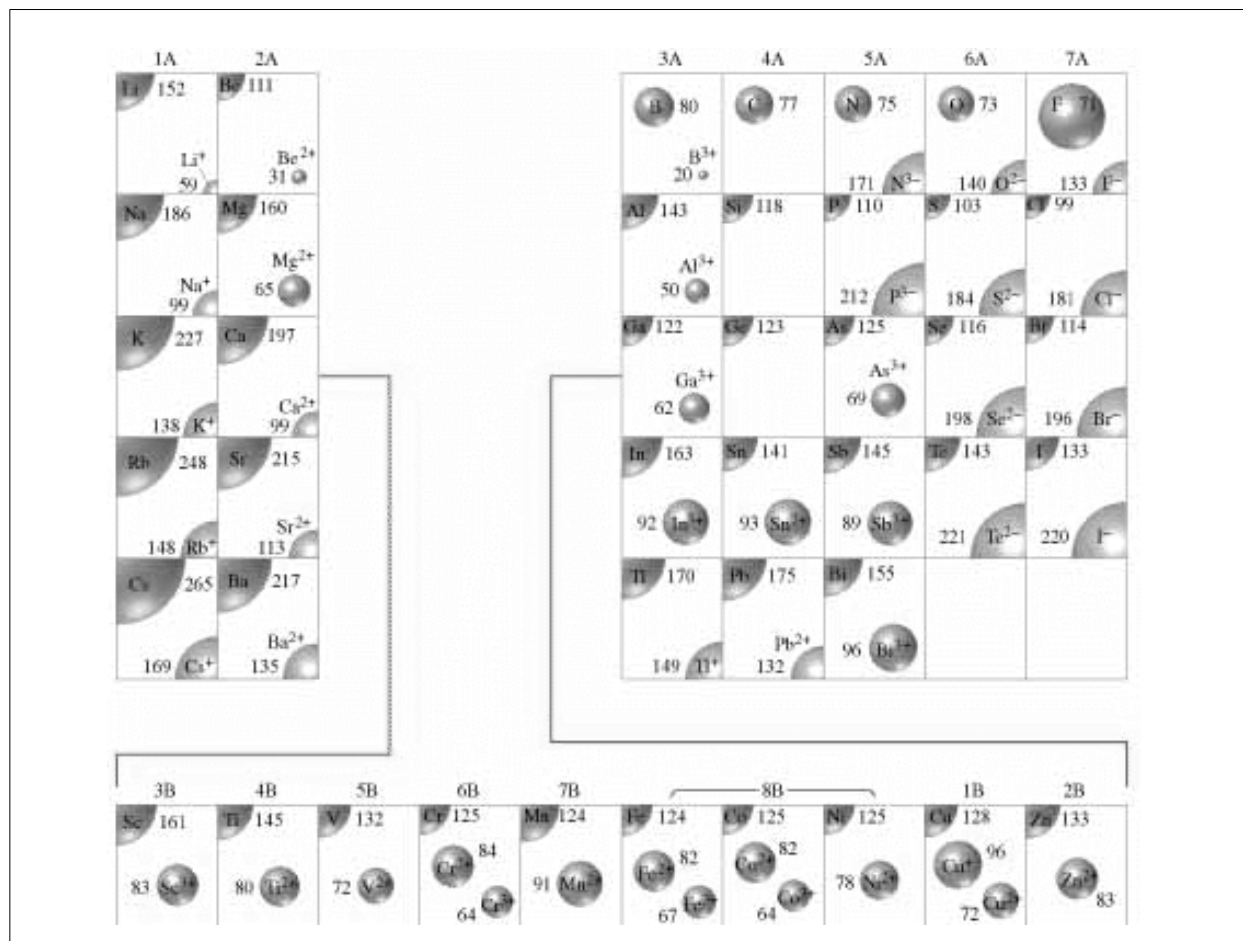 1A 2A 3A 4A 5A 6A 7A
Li 152 Be 111 B 80 C 77 N 75 O 73 F⁻ 71
Li⁺ 59 Be²⁺ 31 B³⁺ 20 171 N³⁻ 140 O²⁻ 133 F⁻
Na 186 Mg 160 Al 143 Si 118 P 110 S 103 Cl 99
Na⁺ 99 Mg²⁺ 65 Al³⁺ 50 212 P³⁻ 184 S²⁻ 181 Cl⁻
K 227 Ca 197 Ga 122 Ge 123 As 125 Se 116 Br 114
138 K⁺ Ca²⁺ 99 Ga³⁺ 62 As³⁺ 69 198 Se²⁻ 196 Br⁻
Rb 248 Sr 215 In 163 Sn 141 Sb 145 Te 143 I 133
148 Rb⁺ Sr²⁺ 113 92 In³⁺ 93 Sn²⁺ 89 Sb³⁺ 221 Te²⁻ 220 I⁻
Cs 265 Ba 217 Tl 170 Pb 175 Bi 155
169 Cs⁺ Ba²⁺ 135 149 Tl⁺ Pb²⁺ 132 96 Bi³⁺
3B 4B 5B 6B 7B 8B 1B 2B
Sc 161 Ti 145 V 132 Cr 125 Mn 124 Fe 124 Co 125 Ni 125 Cu 128 Zn 133
83 Sc³⁺ 80 Ti²⁺ 72 V²⁺ Cr²⁺ 84 91 Mn²⁺ Fe²⁺ 82 Co²⁺ 82 78 Ni²⁺ Cu⁺ 96 Zn²⁺ 83
64 Cr³⁺ 67 Fe³⁺ 64 Co³⁺ 72 Cu²⁺